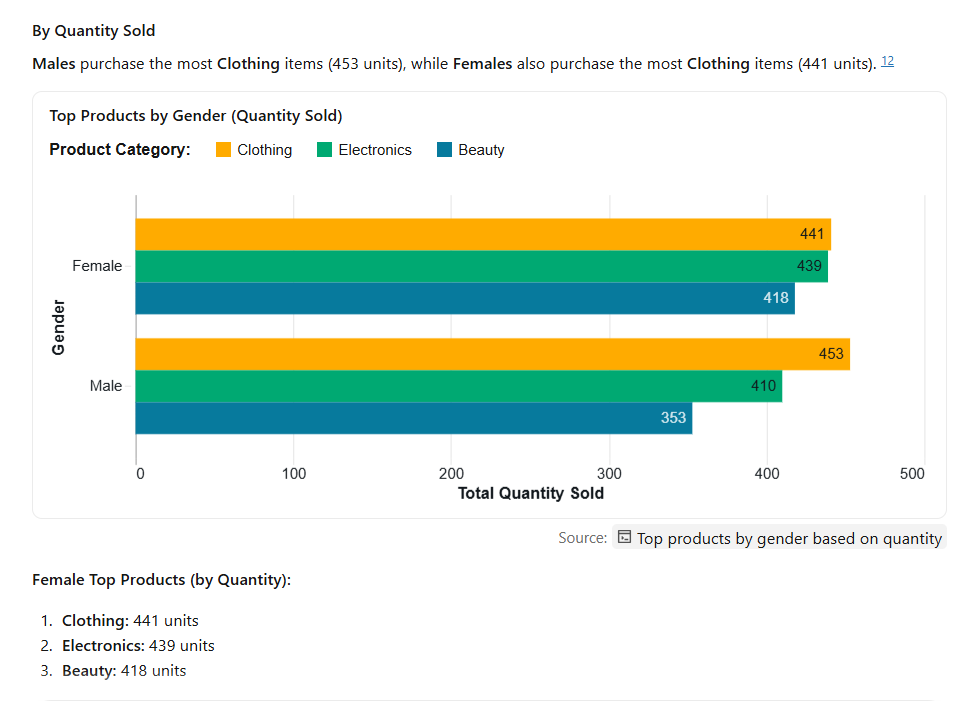 By Quantity Sold
Males purchase the most Clothing items (453 units), while Females also purchase the most Clothing items (441 units). 12
Top Products by Gender (Quantity Sold)
Product Category: Clothing Electronics Beauty
441
Female 439
418
Gender
453
Male 410
353
0 100 200 300 400 500
Total Quantity Sold
Source: Top products by gender based on quantity
Female Top Products (by Quantity):
1. Clothing: 441 units
2. Electronics: 439 units
3. Beauty: 418 units